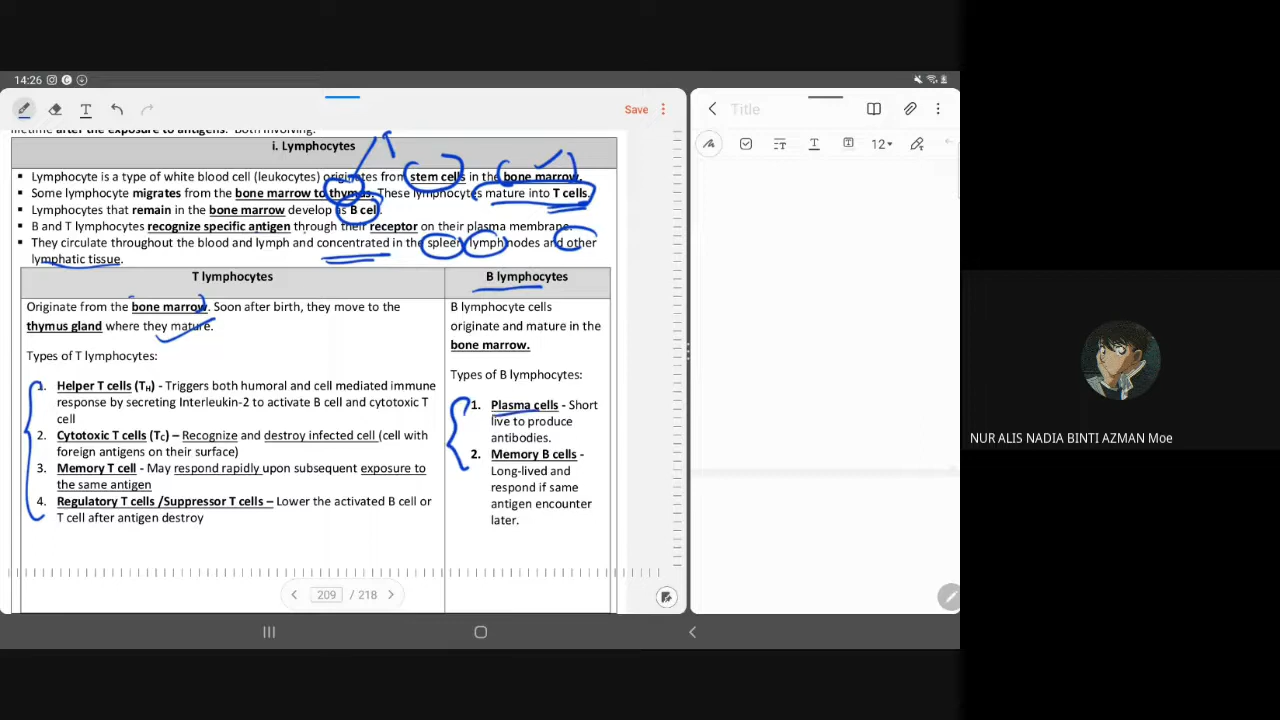 14:26
Save
lifetime after the exposure to antigens. Both involving:
i. Lymphocytes
▪ Lymphocyte is a type of white blood cell (leukocytes) originates from stem cells in the bone marrow.
▪ Some lymphocyte migrates from the bone marrow to thymus. These lymphocytes mature into T cells
▪ Lymphocytes that remain in the bone marrow develop as B cell.
▪ B and T lymphocytes recognize specific antigen through their receptor on their plasma membrane.
▪ They circulate throughout the blood and lymph and concentrated in the spleen, lymph nodes and other
lymphatic tissue.
T lymphocytes
Originate from the bone marrow. Soon after birth, they move to the
thymus gland where they mature.
Types of T lymphocytes:
1. Helper T cells (TH) - Triggers both humoral and cell mediated immune
response by secreting Interleukin-2 to activate B cell and cytotoxic T
cell
2. Cytotoxic T cells (TC) – Recognize and destroy infected cell (cell with
foreign antigens on their surface)
3. Memory T cell - May respond rapidly upon subsequent exposure to
the same antigen
4. Regulatory T cells /Suppressor T cells – Lower the activated B cell or
T cell after antigen destroy
B lymphocytes
B lymphocyte cells
originate and mature in the
bone marrow.
Types of B lymphocytes:
1. Plasma cells - Short
live to produce
antibodies.
2. Memory B cells -
Long-lived and
respond if same
antigen encounter
later.
209 / 218
Title
12
NUR ALIS NADIA BINTI AZMAN Moe